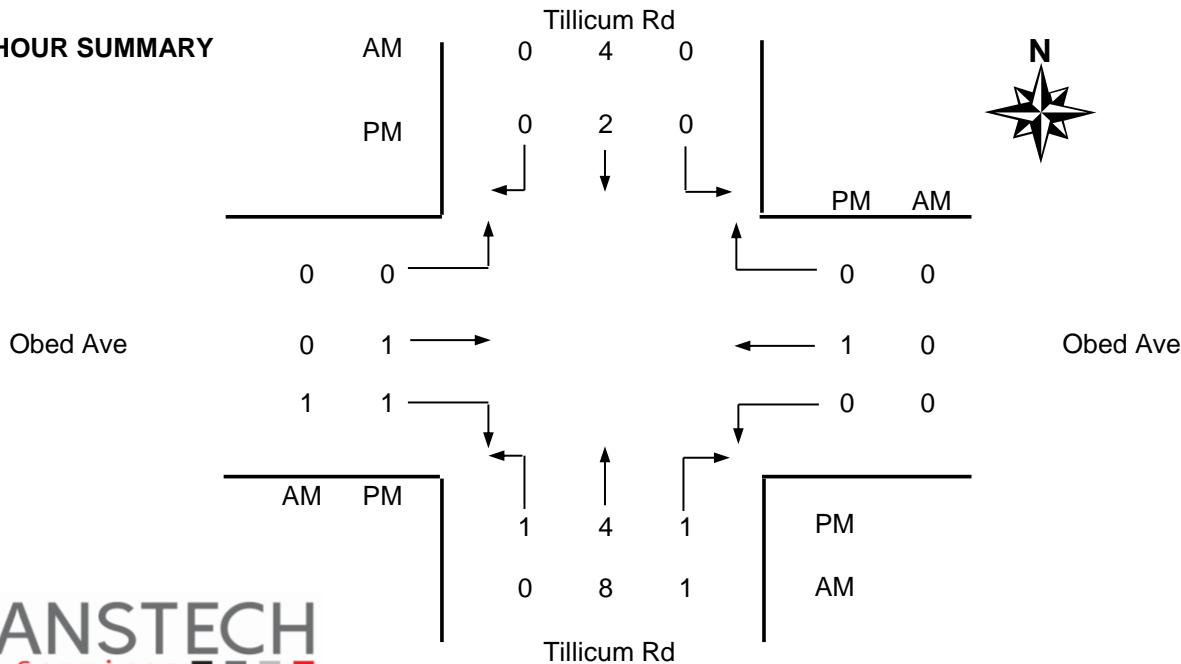 Tillicum Rd
HOUR SUMMARY AM 0 4 0
N
PM 0 2 0
PM AM
0 0 0 0
Obed Ave 0 1 1 0 Obed Ave
1 1 0 0
AM PM
1 4 1 PM
0 8 1 AM
ANSTECH
Tillicum Rd